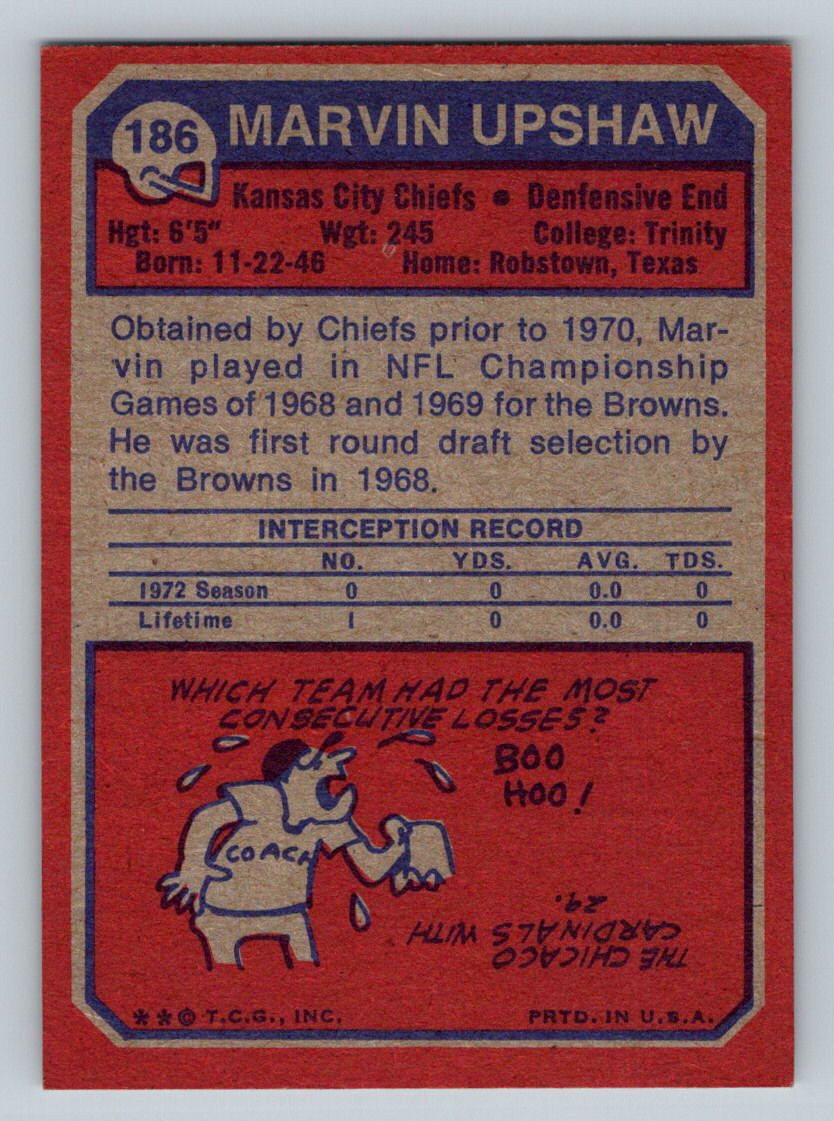 186 MARVIN UPSHAW
Kansas City Chiefs • Denfensive End
Hgt: 6'5" Wgt: 245 College: Trinity
Born: 11-22-46 Home: Robstown, Texas
Obtained by Chiefs prior to 1970, Mar-
vin played in NFL Championship
Games of 1968 and 1969 for the Browns.
He was first round draft selection by
the Browns in 1968.
INTERCEPTION RECORD
NO. YDS. AVG. TDS.
1972 Season 0 0 0.0 0
Lifetime 1 0 0.0 0
WHICH TEAM HAD THE MOST
CONSECUTIVE LOSSES?
BOO
HOO!
COACH
THE CHICAGO
CARDINALS WITH
29.
**© T.C.G., INC. PRTD. IN U.S.A.